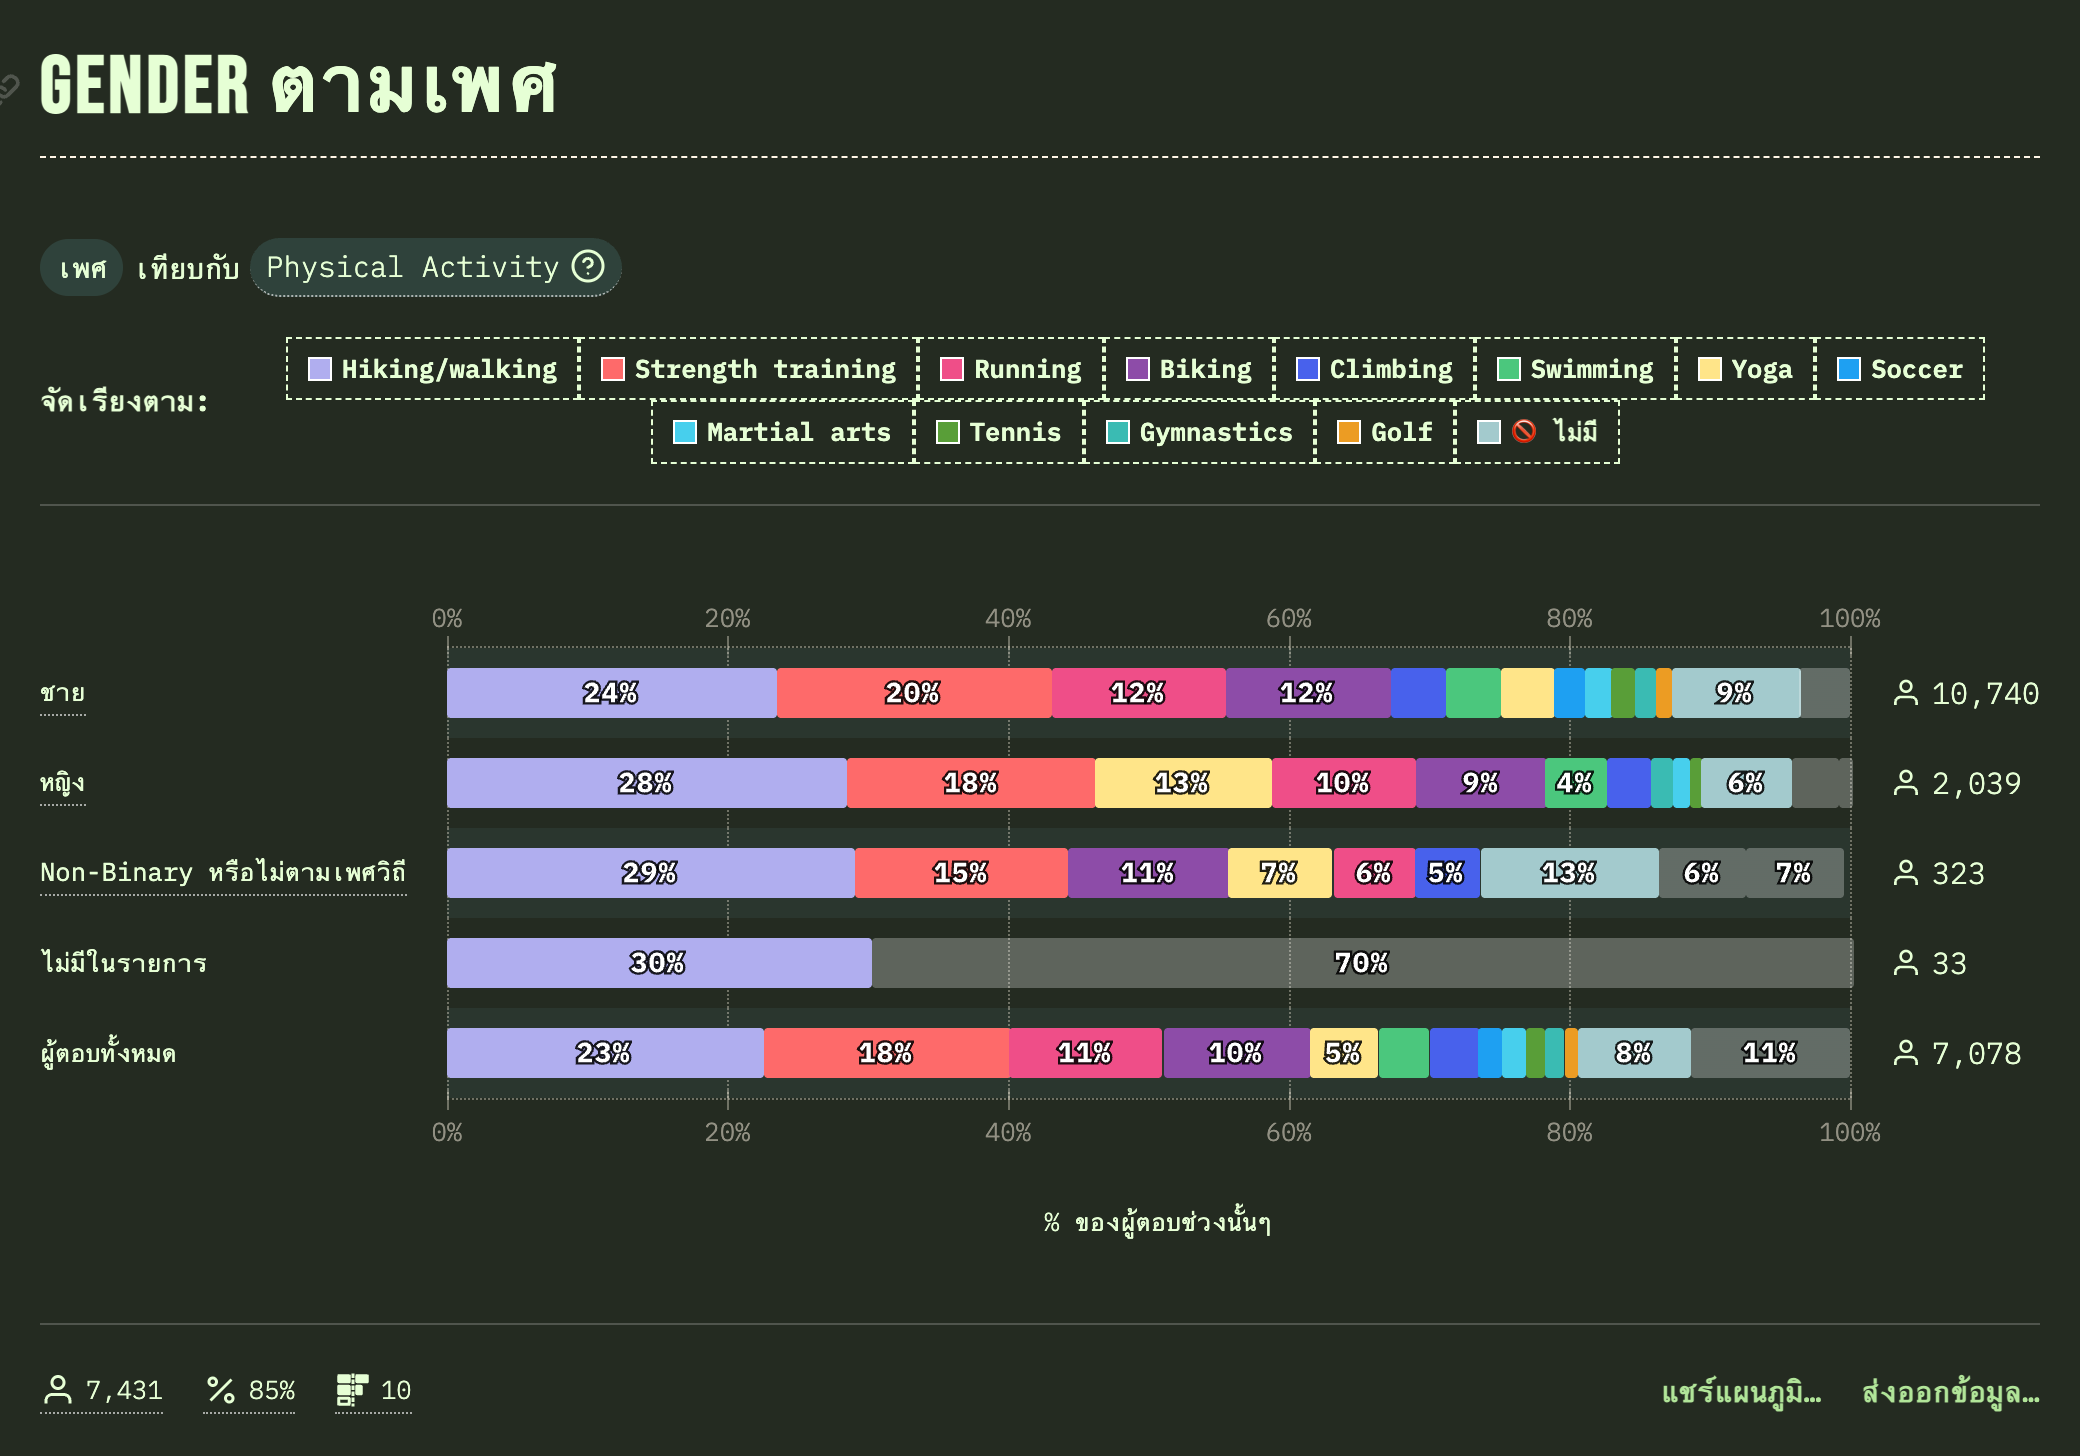 GENDER ตามเพศ
เพศ เทียบกับ Physical Activity ?
Hiking/walking Strength training Running Biking Climbing Swimming Yoga Soccer
จัดเรียงตาม:
Martial arts Tennis Gymnastics Golf 🚫 ไม่มี
0% 20% 40% 60% 80% 100%
ชาย 24% 20% 12% 12% 9% 10,740
หญิง 28% 18% 13% 10% 9% 4% 6% 2,039
Non-Binary หรือไม่ตามเพศวิถี 29% 15% 11% 7% 6% 5% 13% 6% 7% 323
ไม่มีในรายการ 30% 70% 33
ผู้ตอบทั้งหมด 23% 18% 11% 10% 5% 8% 11% 7,078
0% 20% 40% 60% 80% 100%
% ของผู้ตอบช่วงนั้นๆ
7,431 85% 10 แชร์แผนภูมิ… ส่งออกข้อมูล…